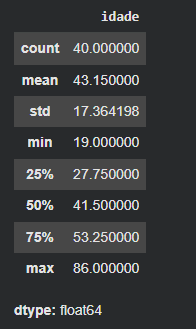 idade
count 40.000000
mean 43.150000
std 17.364198
min 19.000000
25% 27.750000
50% 41.500000
75% 53.250000
max 86.000000
dtype: float64